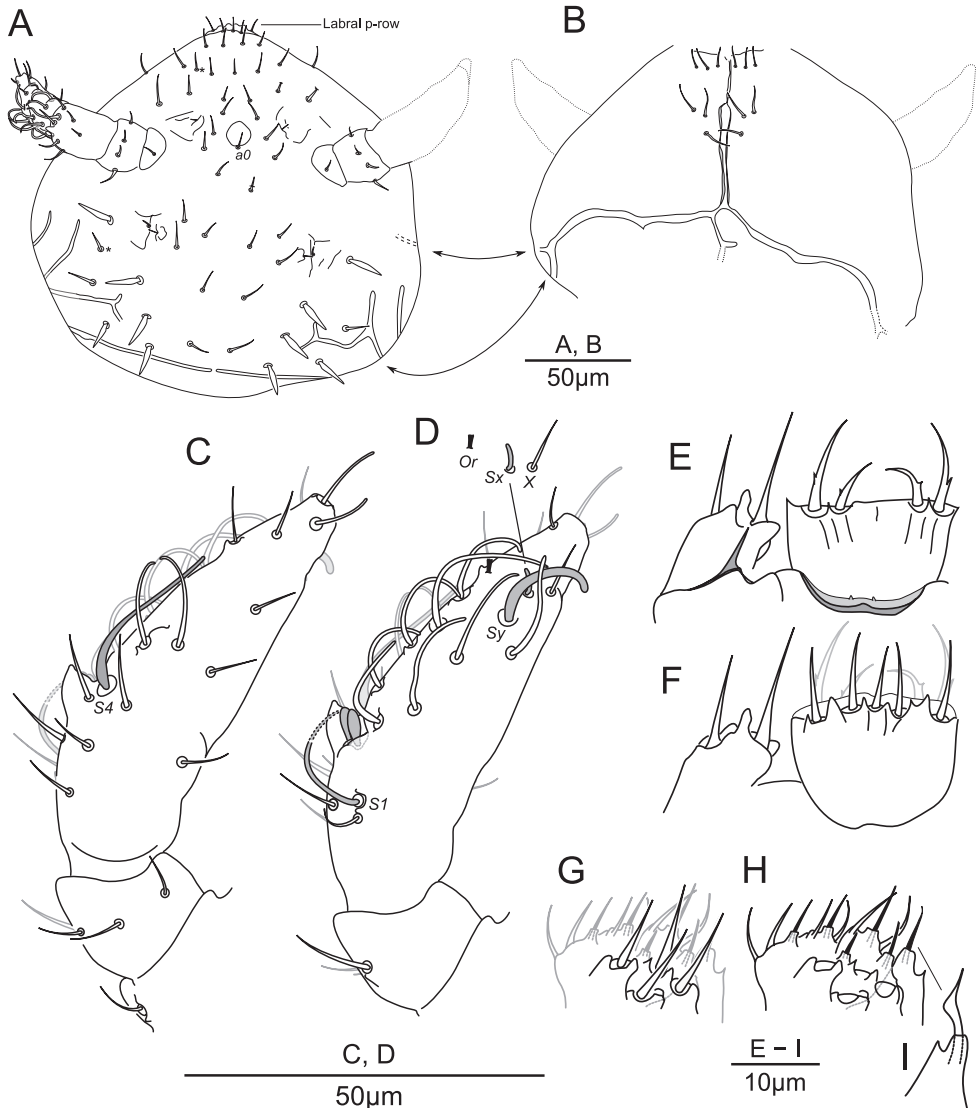 A
Labral p-row
B
*
a0
*
A, B
50µm
C
D
Or
Sx
X
E
S4
Sy
S1
F
G
H
I
C, D
50µm
E – I
10µm